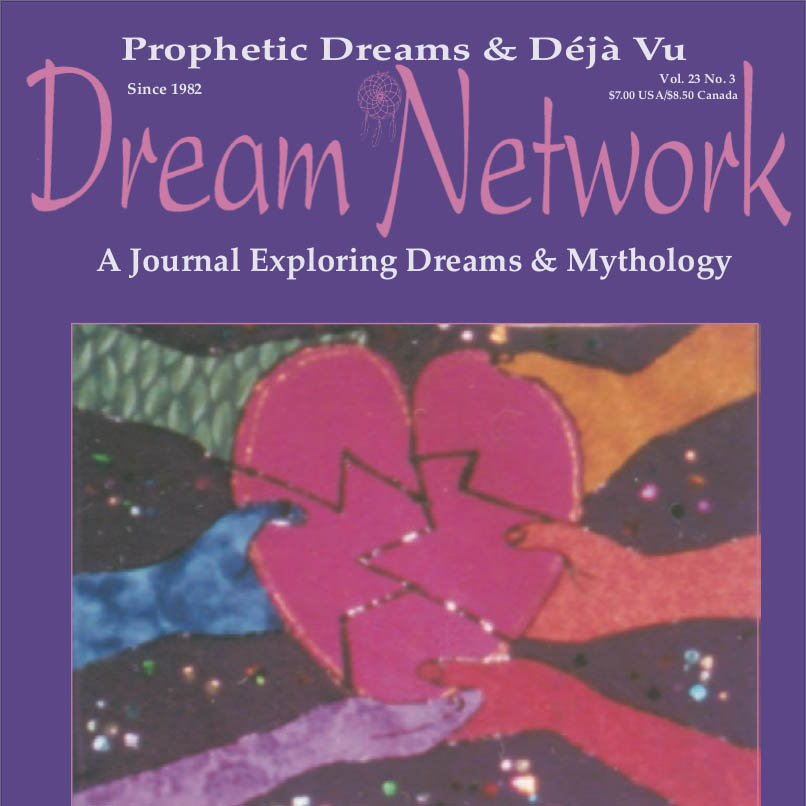 Prophetic Dreams & Déjà Vu
Since 1982
Vol. 23 No. 3
$7.00 USA/$8.50 Canada
Dream Network
A Journal Exploring Dreams & Mythology